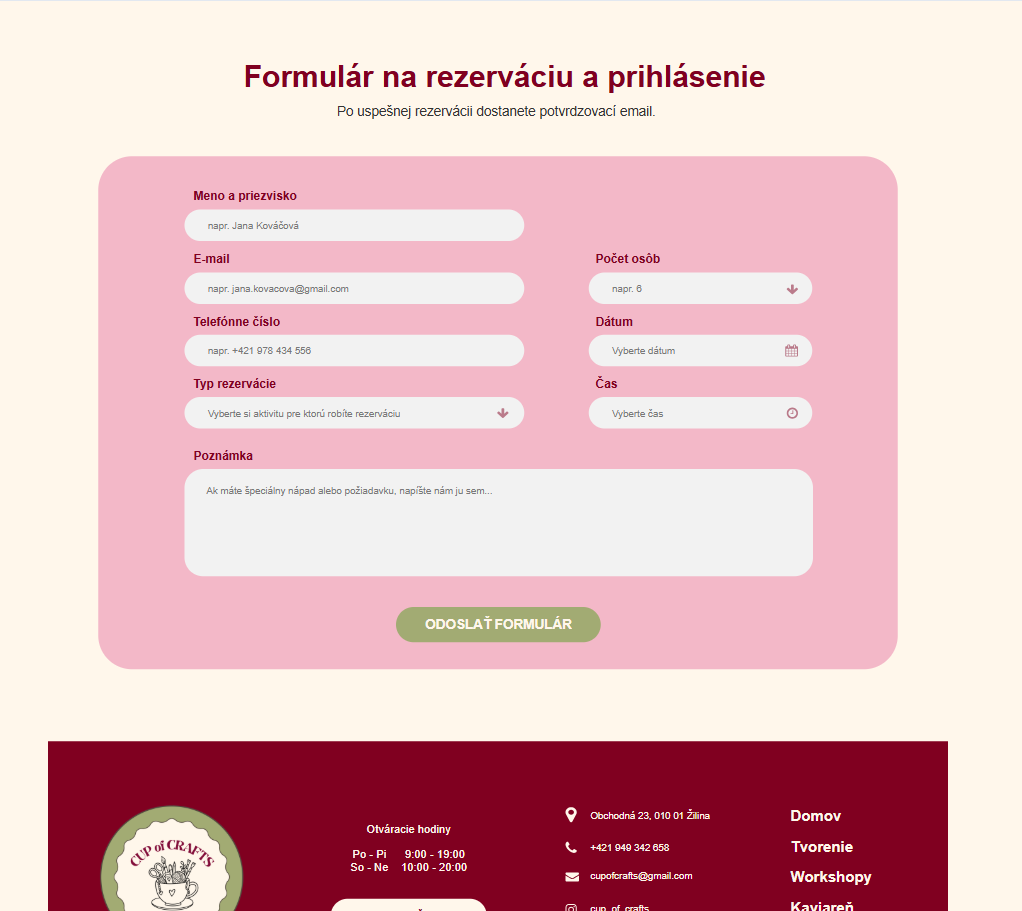 Formulár na rezerváciu a prihlásenie
Po uspešnej rezervácii dostanete potvrdzovací email.
Meno a priezvisko
napr. Jana Kováčová
E-mail
napr. jana.kovacova@gmail.com
Počet osôb
napr. 6
Telefónne číslo
napr. +421 978 434 556
Dátum
Vyberte dátum
Typ rezervácie
Vyberte si aktivitu pre ktorú robíte rezerváciu
Čas
Vyberte čas
Poznámka
Ak máte špeciálny nápad alebo požiadavku, napíšte nám ju sem...
ODOSLAŤ FORMULÁR
CUP of CRAFTS
Otváracie hodiny
Po - Pi 9:00 - 19:00
So - Ne 10:00 - 20:00
Obchodná 23, 010 01 Žilina
+421 949 342 658
cupofcrafts@gmail.com
cup_of_crafts
Domov
Tvorenie
Workshopy
Kaviareň